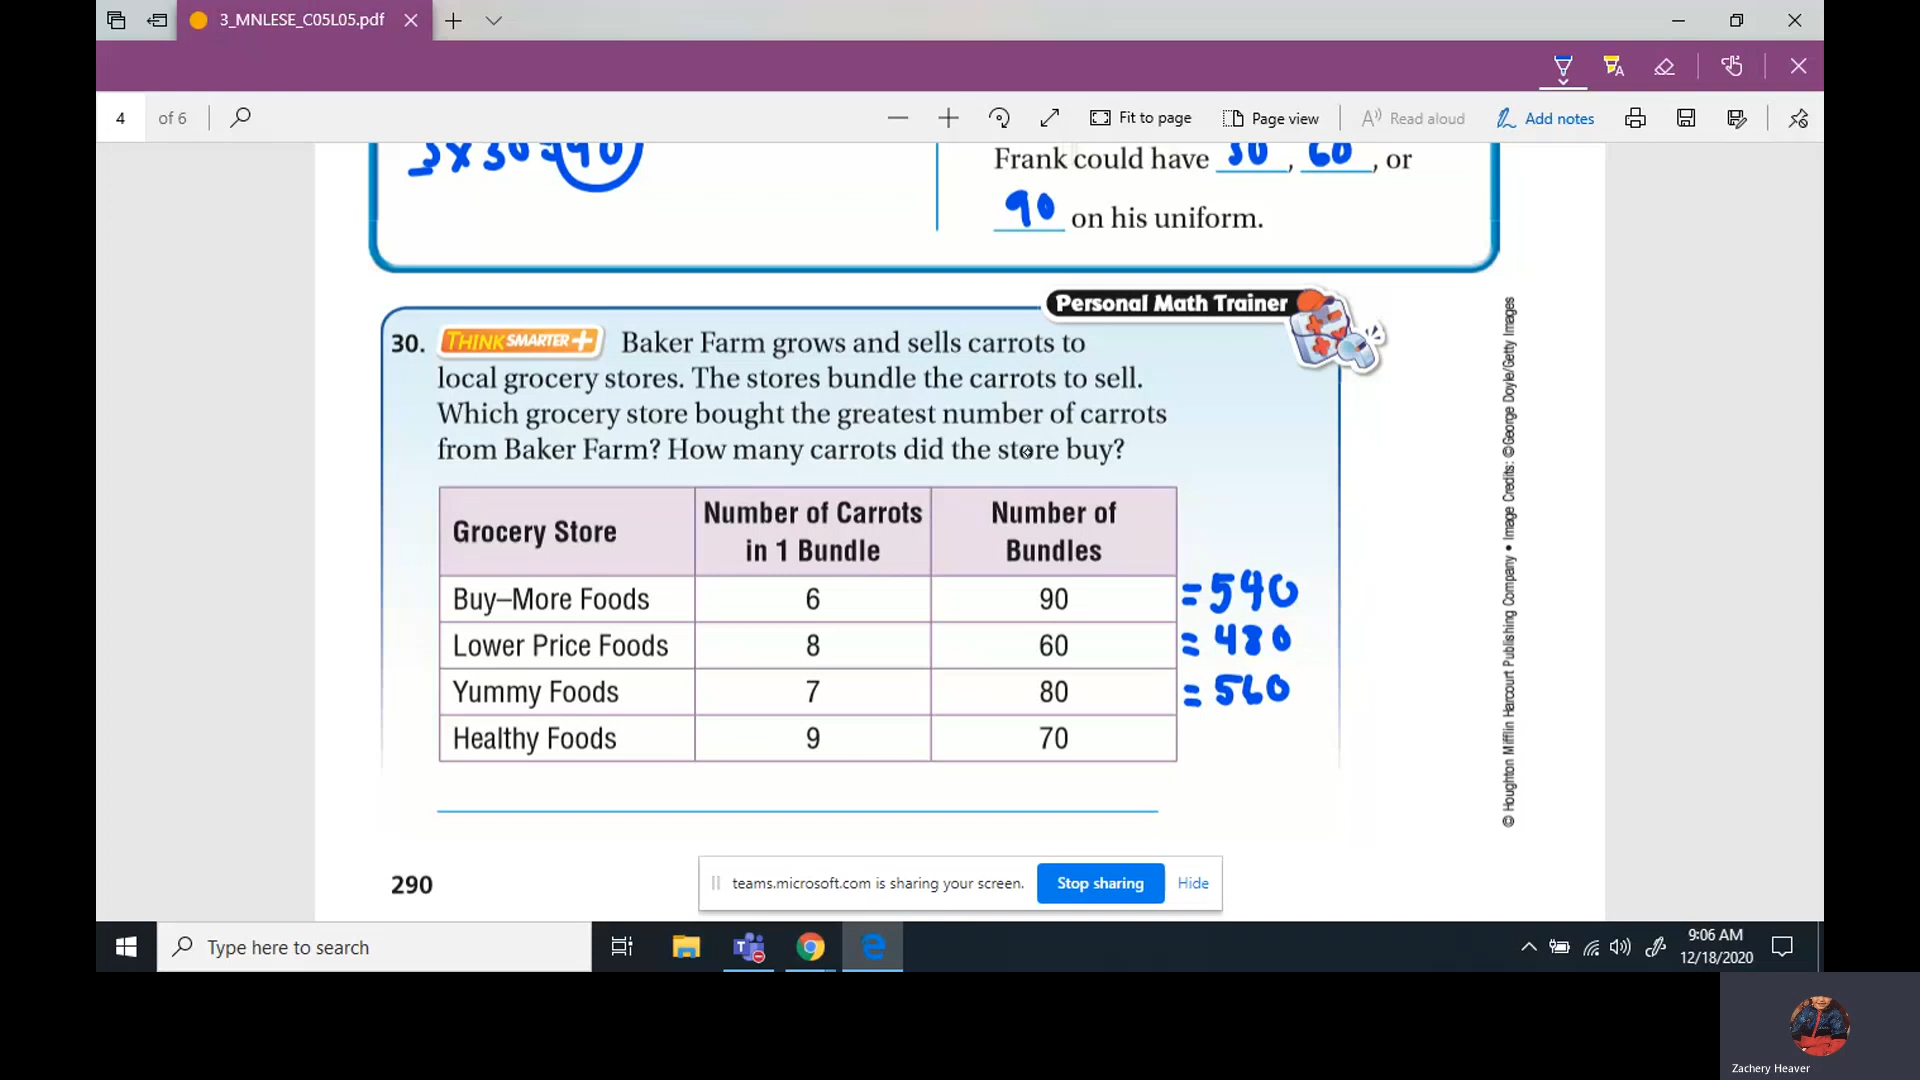 3_MNLESE_C05L05.pdf
4 of 6
Fit to page
Page view
Read aloud
Add notes
3 x 30 = 90
Frank could have 30, 60, or
90 on his uniform.
Personal Math Trainer
30. THINK SMARTER + Baker Farm grows and sells carrots to
local grocery stores. The stores bundle the carrots to sell.
Which grocery store bought the greatest number of carrots
from Baker Farm? How many carrots did the store buy?
Grocery Store Number of Carrots in 1 Bundle Number of Bundles
Buy–More Foods 6 90 = 540
Lower Price Foods 8 60 = 480
Yummy Foods 7 80 = 560
Healthy Foods 9 70
© Houghton Mifflin Harcourt Publishing Company • Image Credits: ©George Doyle/Getty Images
290
teams.microsoft.com is sharing your screen. Stop sharing Hide
Type here to search
9:06 AM
12/18/2020
Zachery Heaver